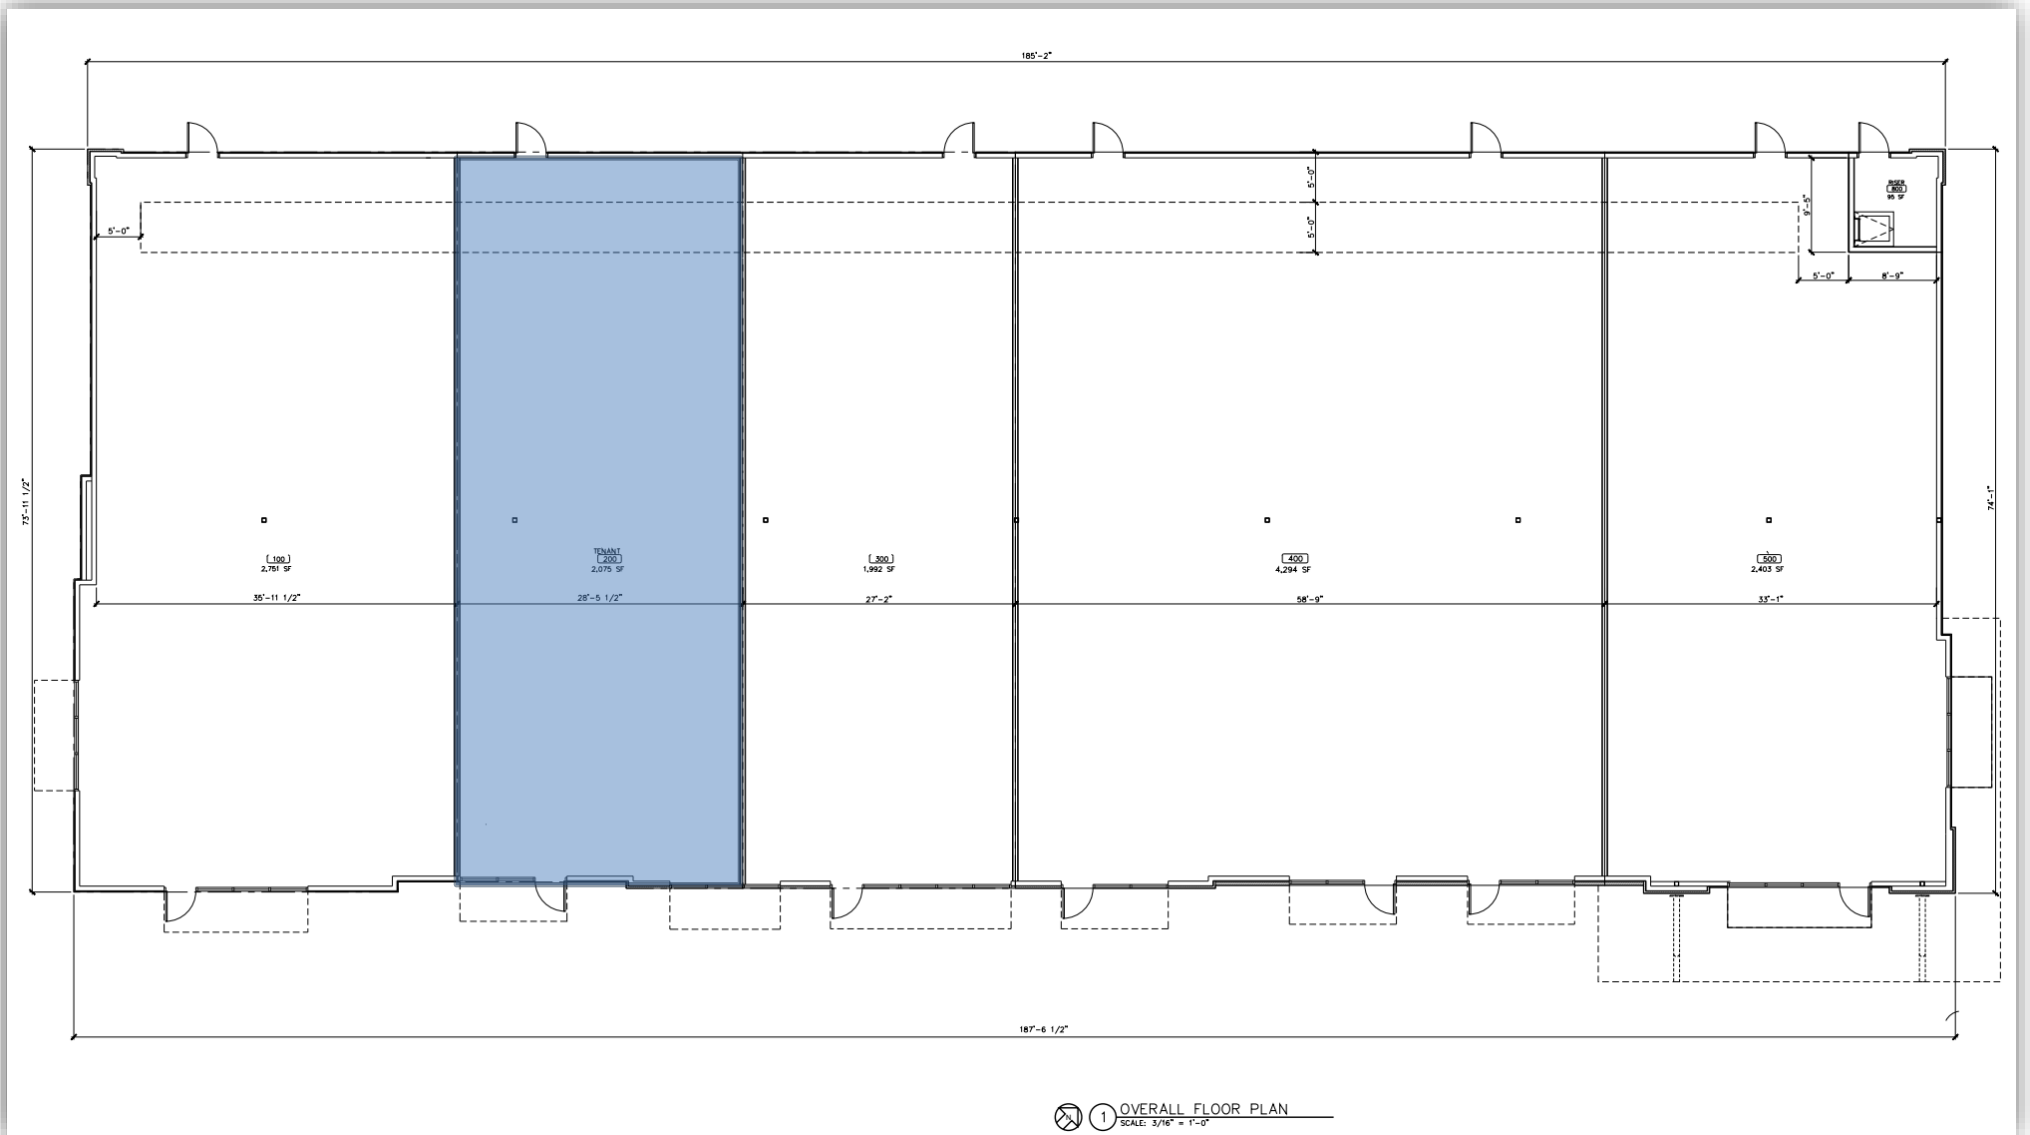 185'-2"
5'-0"
RISER
800
95 SF
9'-5"
5'-0"
5'-0"
5'-0"
8'-9"
73'-11 1/2"
74'-1"
100
2,751 SF
TENANT
200
2,075 SF
300
1,992 SF
400
4,294 SF
500
2,403 SF
35'-11 1/2"
28'-5 1/2"
27'-2"
58'-9"
33'-1"
187'-6 1/2"
N
1
OVERALL FLOOR PLAN
SCALE: 3/16" = 1'-0"